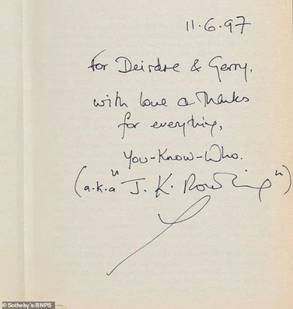 11.6.97
For Deirdre & Gerry,
with love & thanks
for everything,
You-Know-Who.
(a.k.a "J. K. Rowling")
© Sotheby's/BNPS